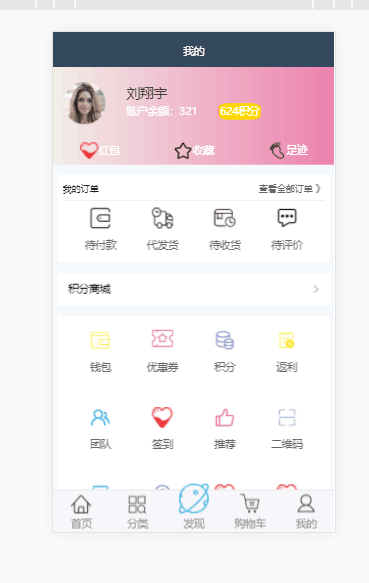 我的
刘翔宇
账户余额：321 624积分
红包 收藏 足迹
我的订单 查看全部订单 》
待付款 代发货 待收货 待评价
积分商城 >
钱包 优惠券 积分 返利
团队 签到 推荐 二维码
首页 分类 发现 购物车 我的